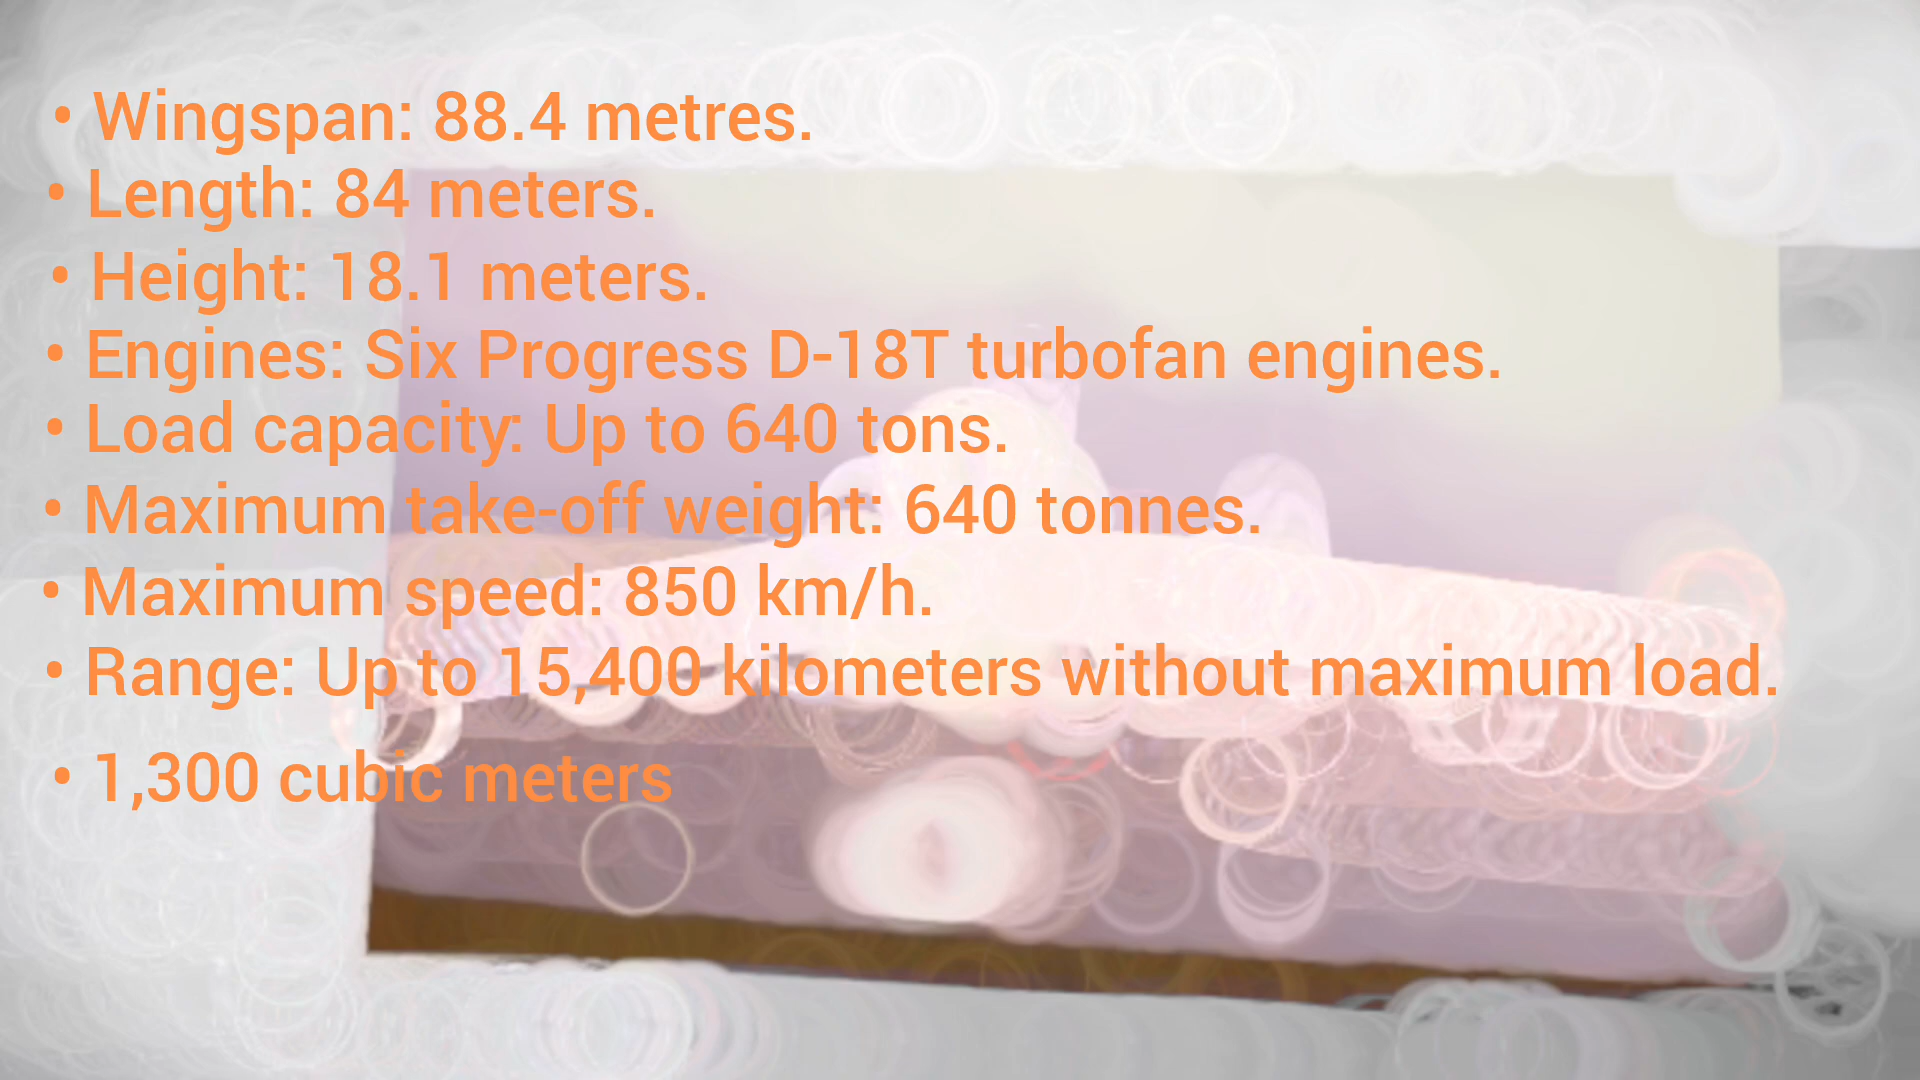 • Wingspan: 88.4 metres.
• Length: 84 meters.
• Height: 18.1 meters.
• Engines: Six Progress D-18T turbofan engines.
• Load capacity: Up to 640 tons.
• Maximum take-off weight: 640 tonnes.
• Maximum speed: 850 km/h.
• Range: Up to 15,400 kilometers without maximum load.
• 1,300 cubic meters